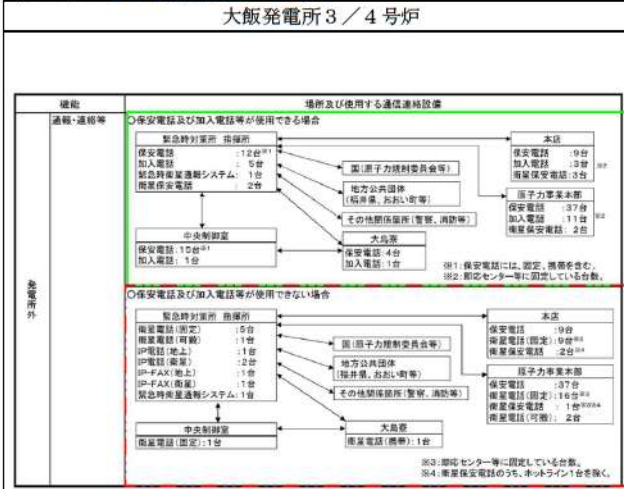 大飯発電所３／４号炉
機能
場所及び使用する通信連絡設備
通報・連絡等
発電所外
○保安電話及び加入電話等が使用できる場合
緊急時対策所 指揮所
保安電話 :12台※1
加入電話 : 5台
緊急時衛星通報システム: 1台
衛星保安電話 : 2台
国(原子力規制委員会等)
地方公共団体
(福井県、おおい町等)
その他関係箇所(警察、消防等)
本店
保安電話 :9台
加入電話 :3台
衛星保安電話:3台
※2
原子力事業本部
保安電話 :37台
加入電話 :11台
衛星保安電話: 2台
※2
中央制御室
保安電話:15台※1
加入電話: 1台
大島寮
保安電話:4台
加入電話:1台
※1:保安電話には、固定、携帯を含む。
※2:即応センター等に固定している台数。
○保安電話及び加入電話等が使用できない場合
緊急時対策所 指揮所
衛星電話(固定) :5台
衛星電話(可搬) :1台
IP電話(地上) :1台
IP電話(衛星) :2台
IP-FAX(地上) :1台
IP-FAX(衛星) :1台
緊急時衛星通報システム:1台
国(原子力規制委員会等)
地方公共団体
(福井県、おおい町等)
その他関係箇所(警察、消防等)
本店
保安電話 :9台
衛星電話(固定):9台※3
衛星保安電話 :2台※4
原子力事業本部
保安電話 :37台
衛星電話(固定):16台※3
衛星保安電話 : 1台※3※4
衛星電話(可搬): 2台
中央制御室
衛星電話(固定):1台
大島寮
衛星電話(携帯):1台
※3:即応センター等に固定している台数。
※4:衛星保安電話のうち、ホットライン1台を除く。